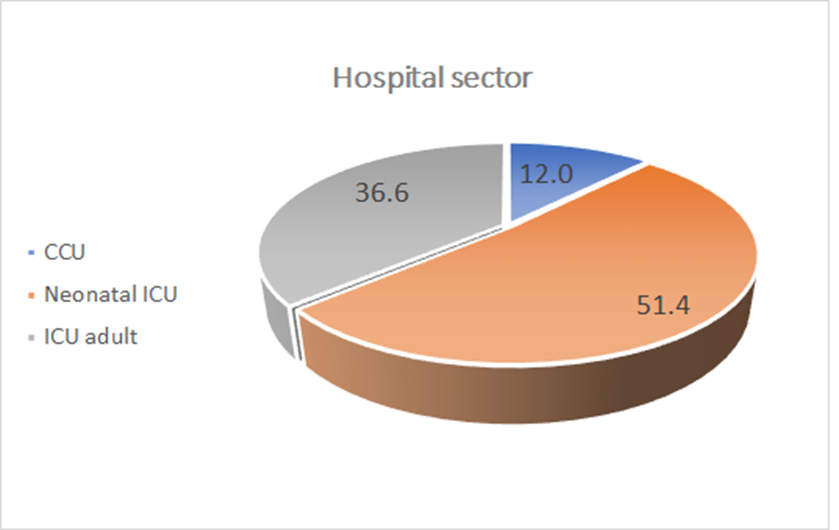 Hospital sector
12.0
36.6
51.4
CCU
Neonatal ICU
ICU adult